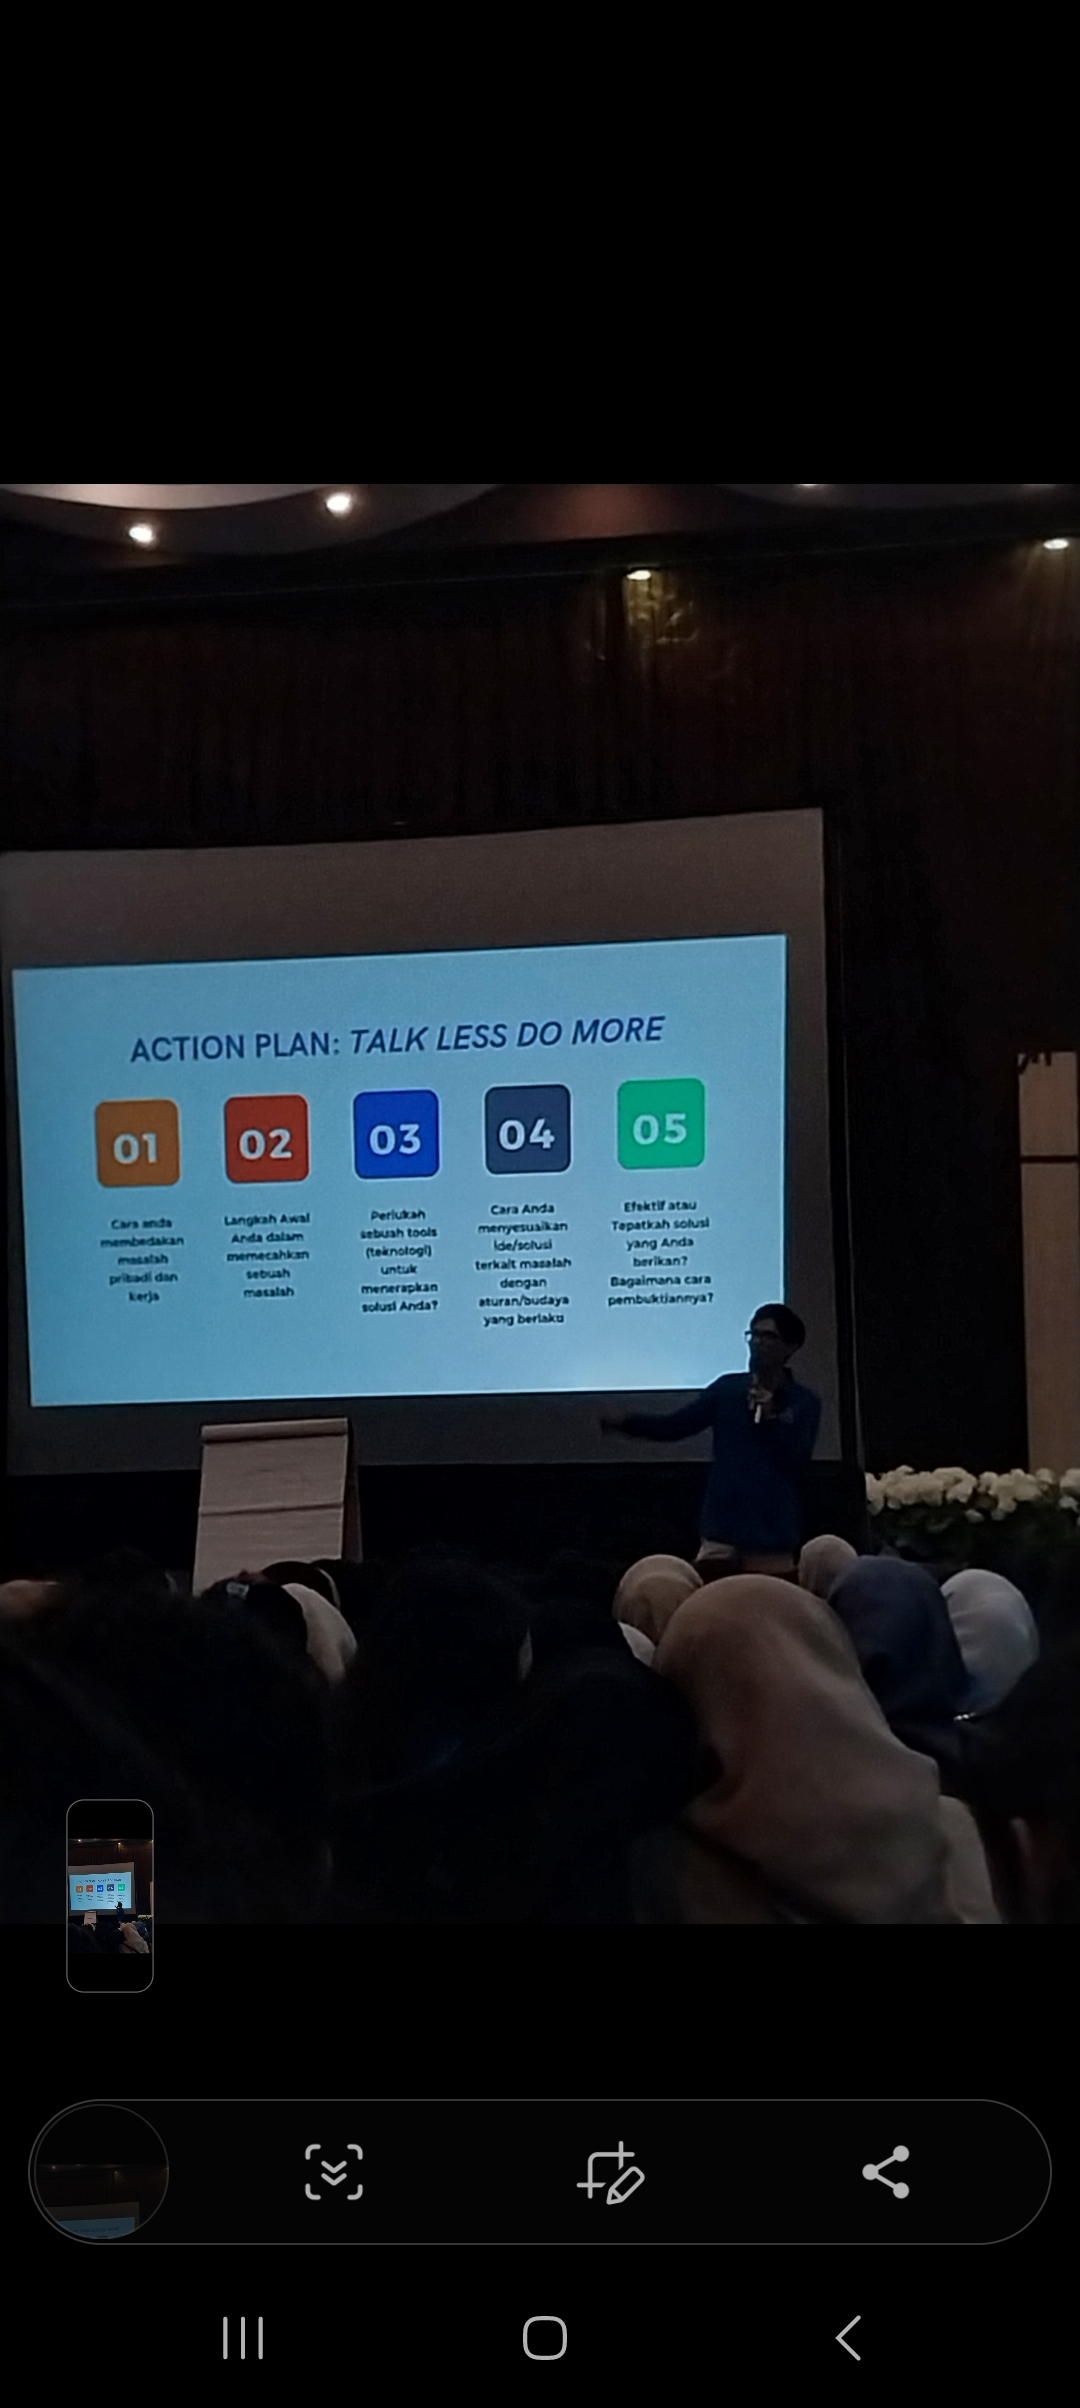 ACTION PLAN: TALK LESS DO MORE
01
Cara anda
membedakan
masalah
pribadi dan
kerja
02
Langkah Awal
Anda dalam
memecahkan
sebuah
masalah
03
Perlukah
sebuah tools
(teknologi)
untuk
menerapkan
solusi Anda?
04
Cara Anda
menyesuaikan
ide/solusi
terkait masalah
dengan
aturan/budaya
yang berlaku
05
Efektif atau
Tepatkah solusi
yang Anda
berikan?
Bagaimana cara
pembuktiannya?